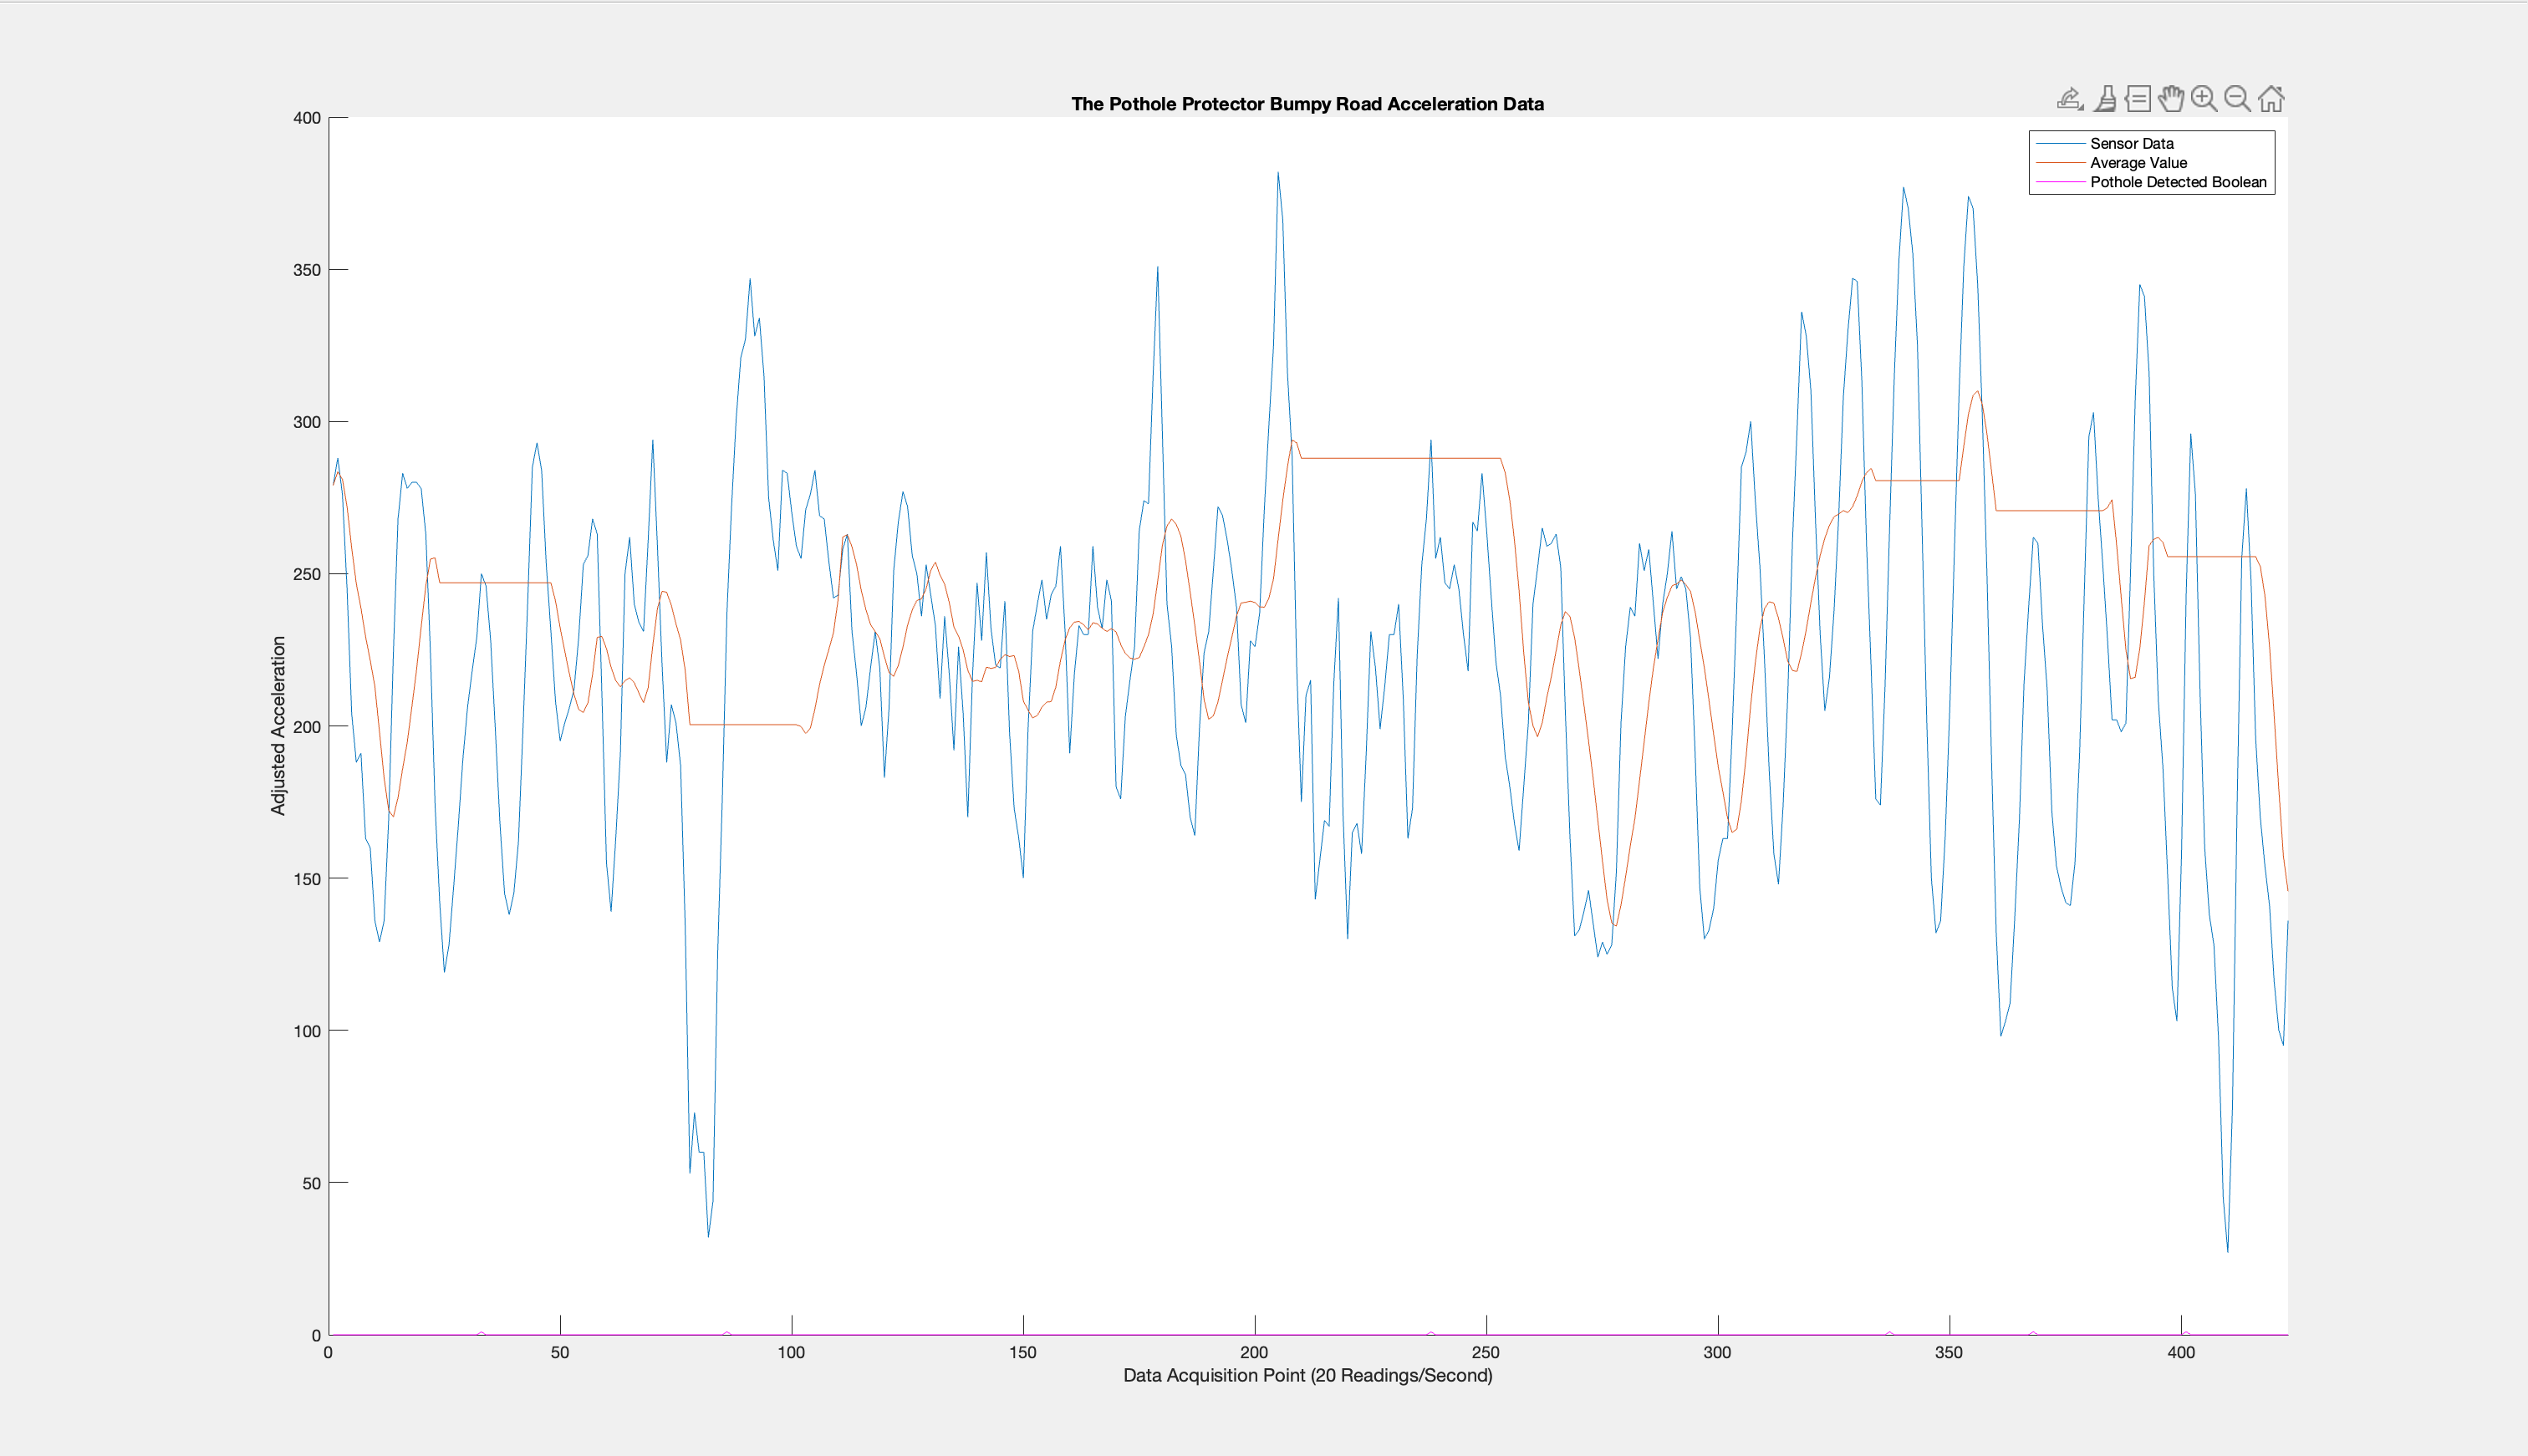 The Pothole Protector Bumpy Road Acceleration Data
Sensor Data
Average Value
Pothole Detected Boolean
400
350
300
250
200
150
100
50
0
Adjusted Acceleration
0 50 100 150 200 250 300 350 400
Data Acquisition Point (20 Readings/Second)